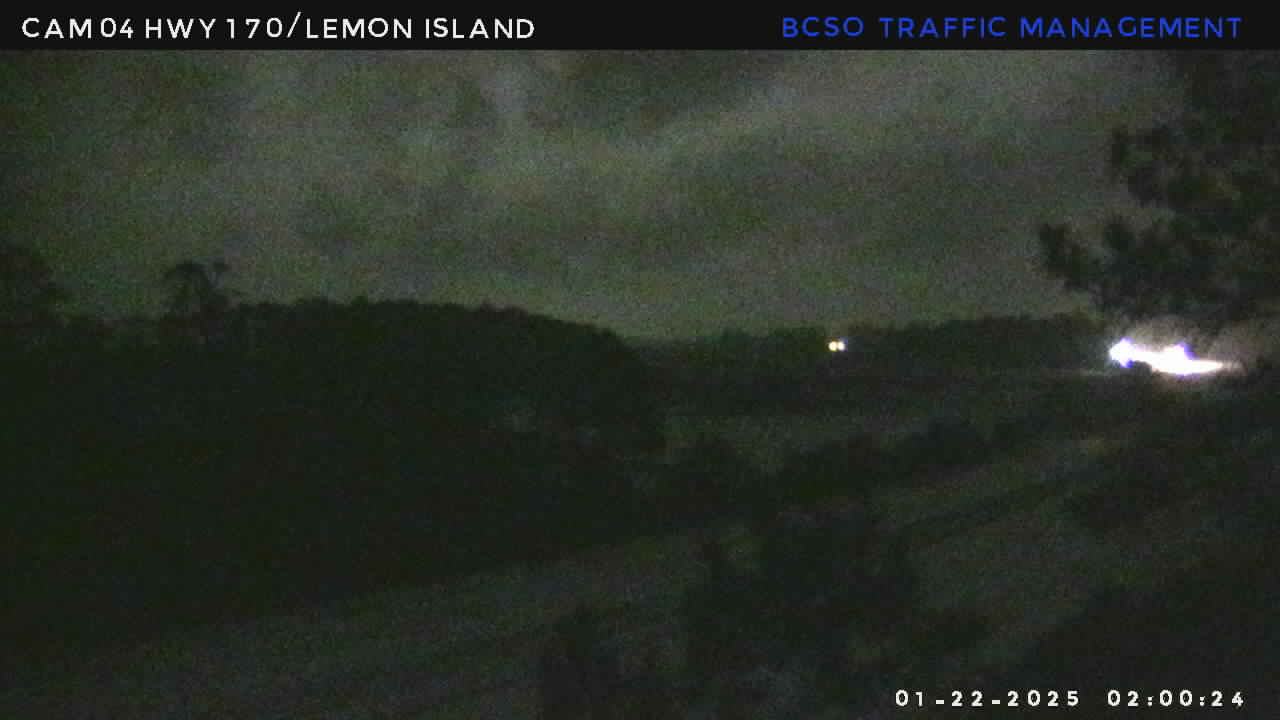 CAM04 HWY 170/LEMON ISLAND
BCSO TRAFFIC MANAGEMENT
01-22-2025 02:00:24